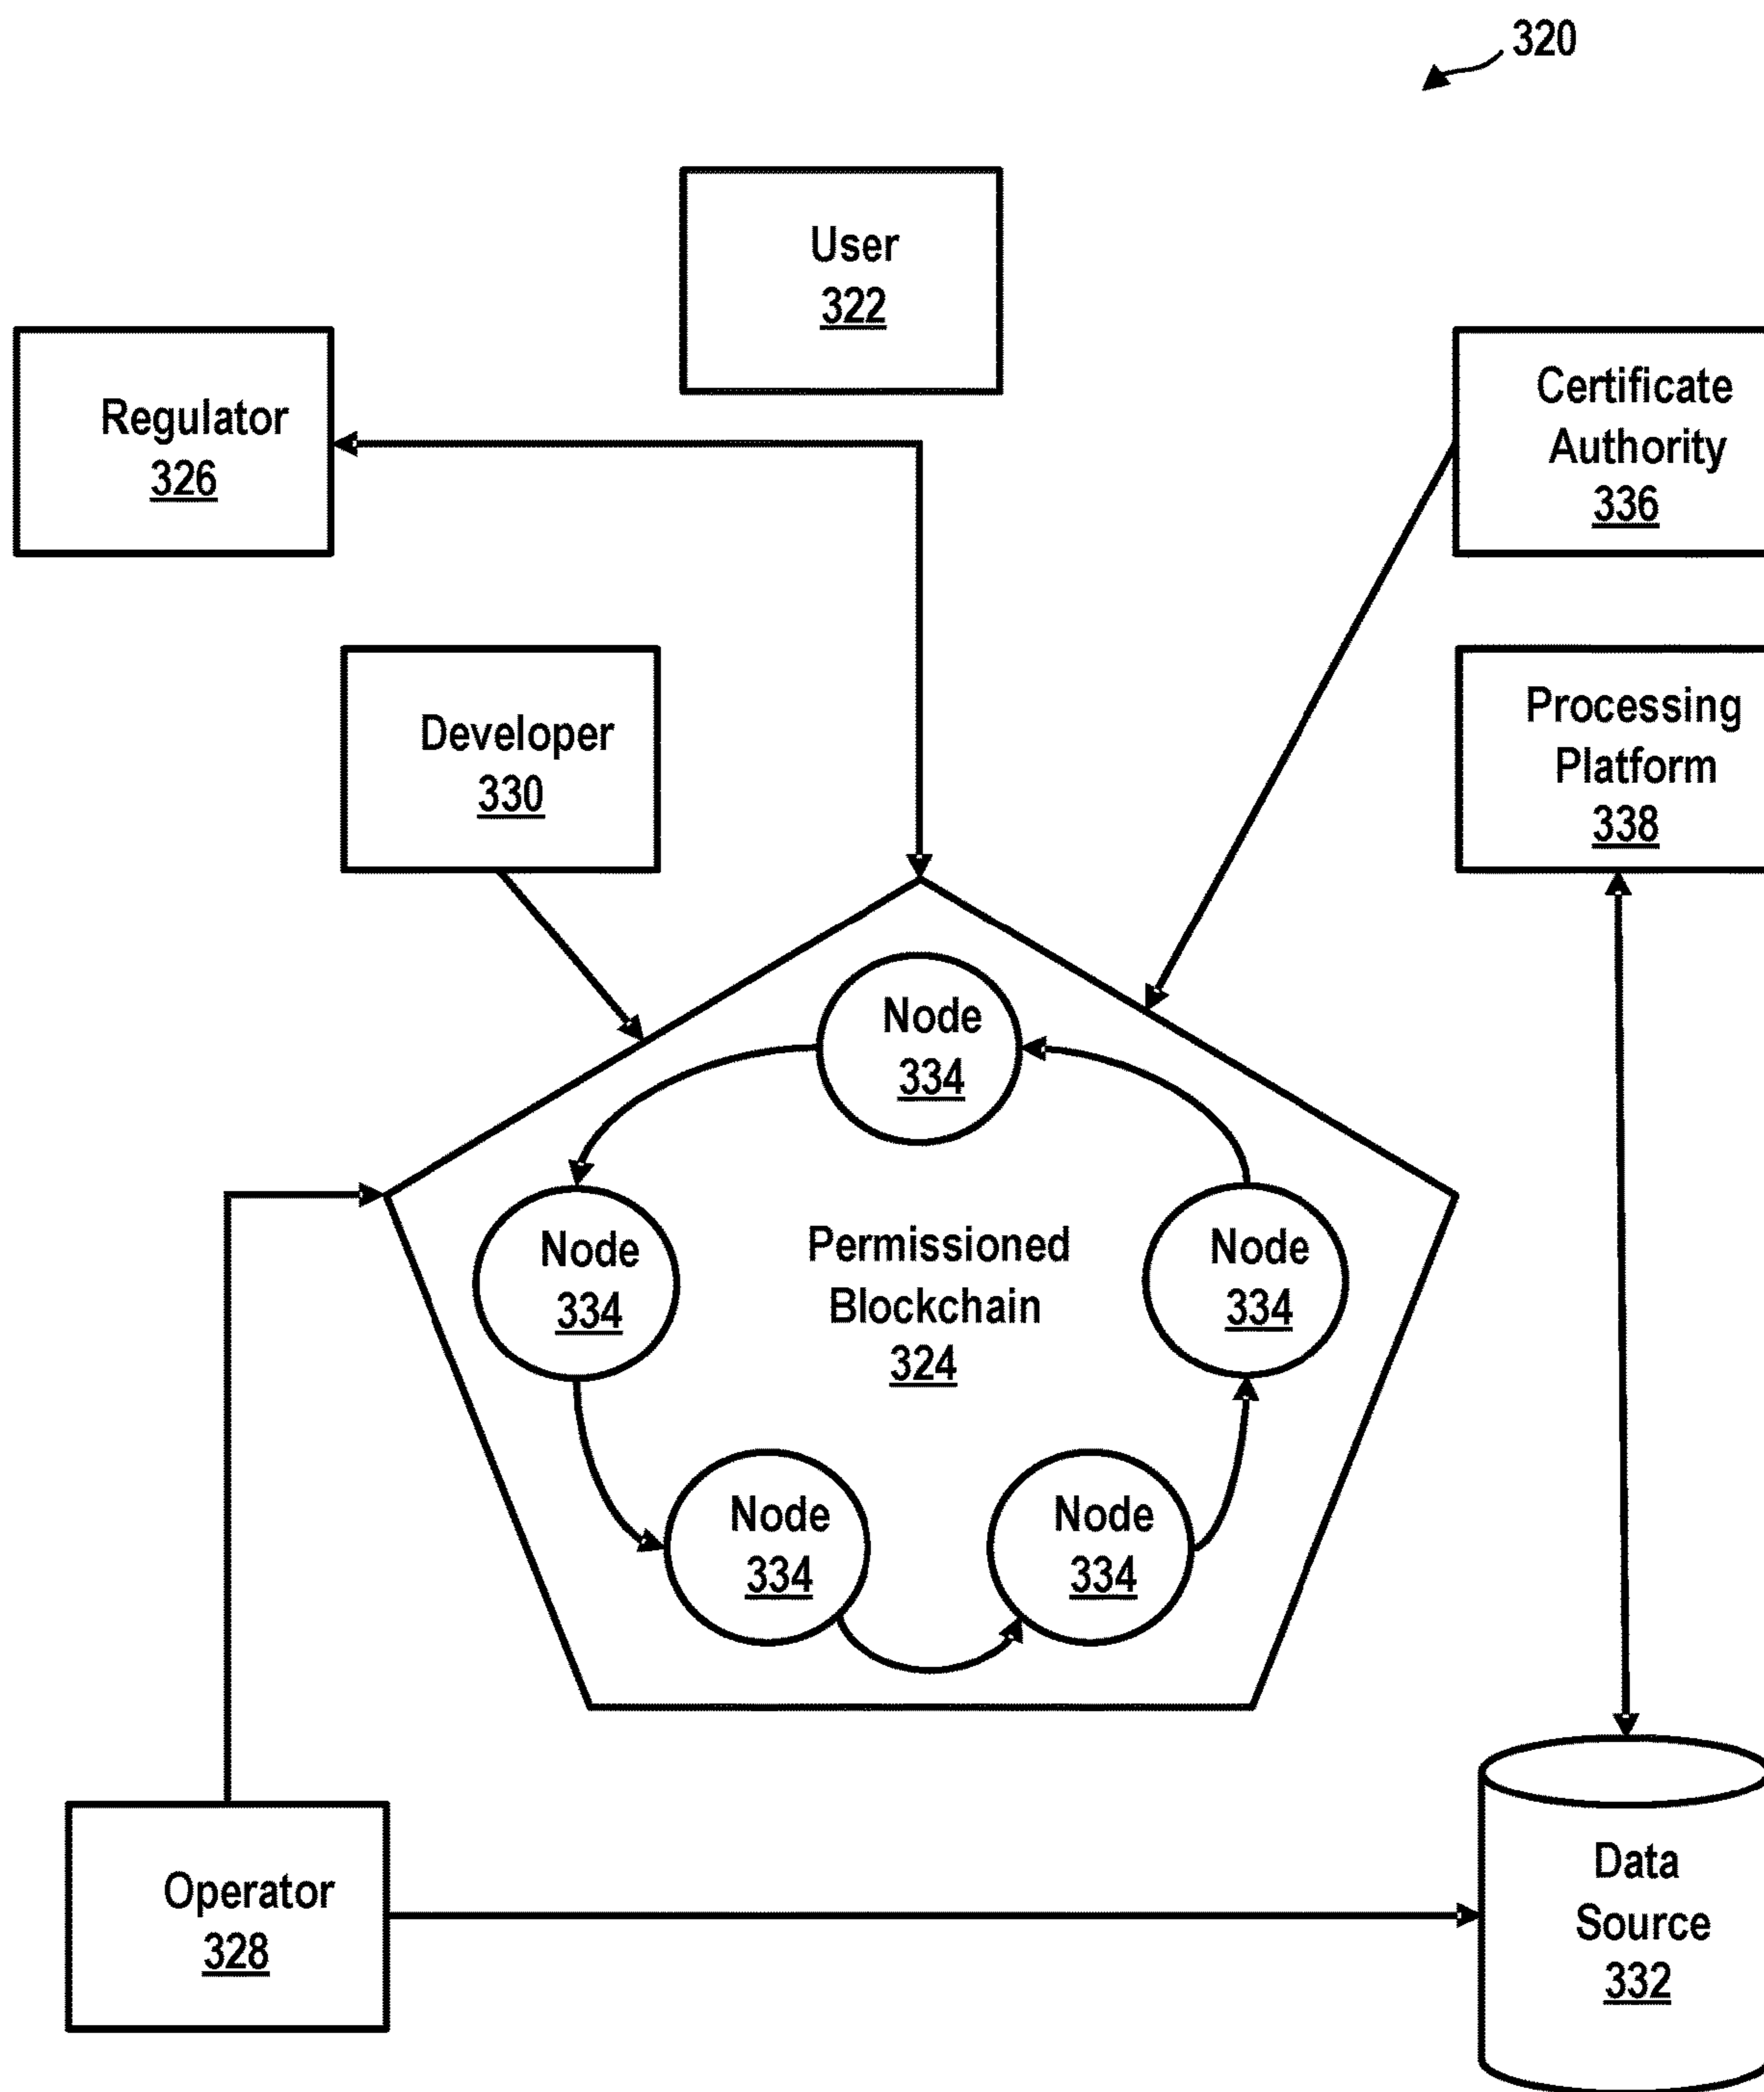 320
User
322
Regulator
326
Certificate
Authority
336
Developer
330
Processing
Platform
338
Node
334
Node
334
Permissioned
Blockchain
324
Node
334
Node
334
Node
334
Operator
328
Data
Source
332